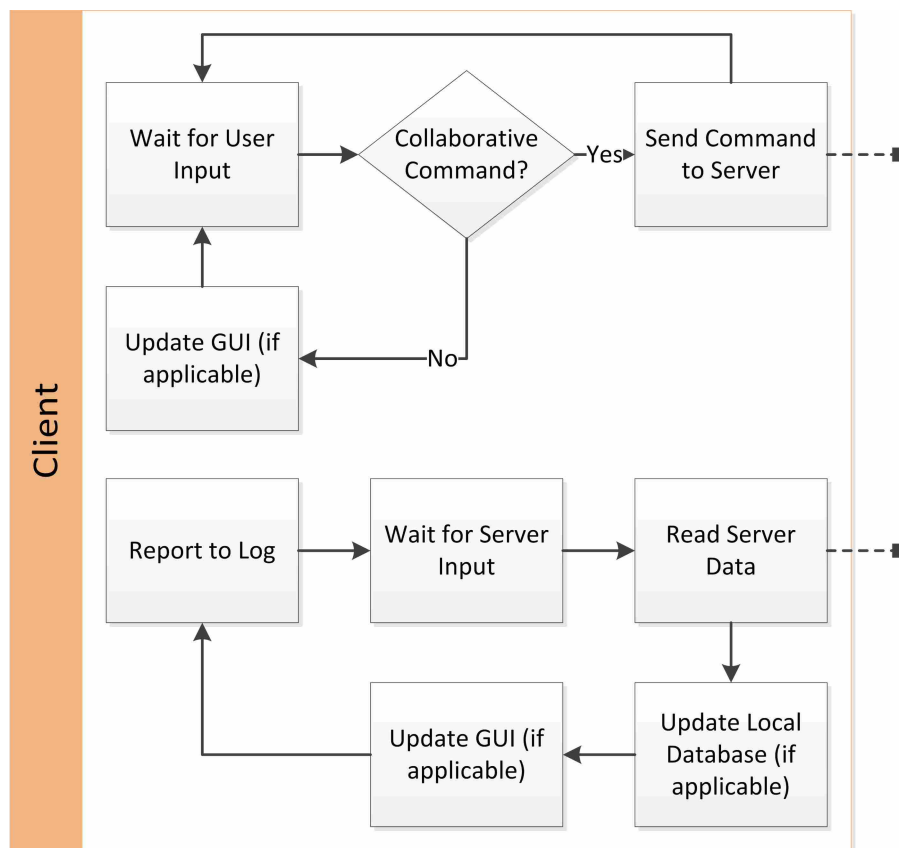 Client
Wait for User
Input
Collaborative
Command?
Yes
Send Command
to Server
Update GUI (if
applicable)
No
Report to Log
Wait for Server
Input
Read Server
Data
Update GUI (if
applicable)
Update Local
Database (if
applicable)